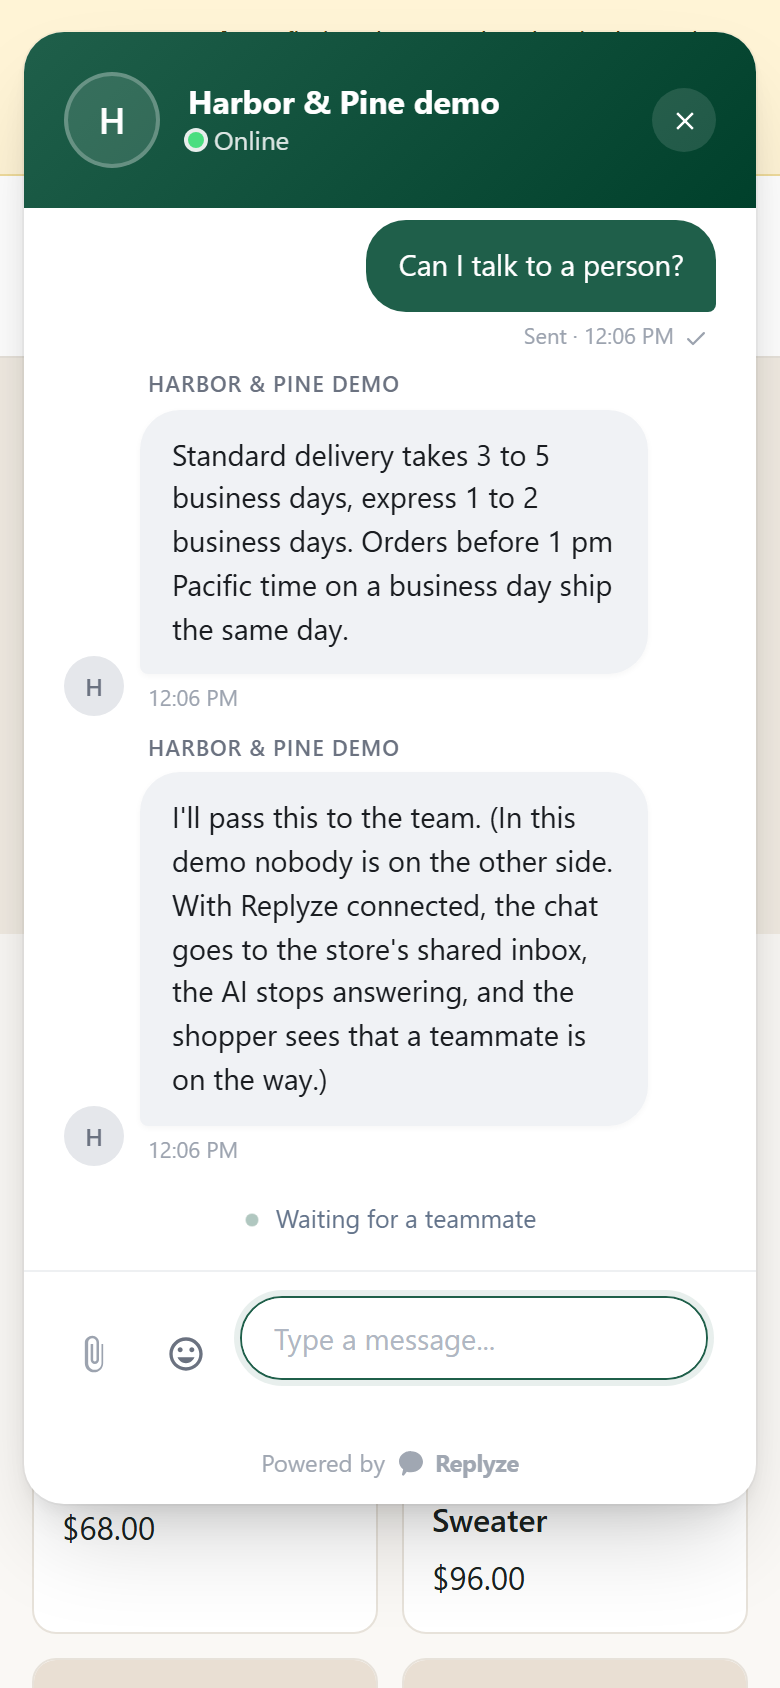 H
Harbor & Pine demo
Online
Can I talk to a person?
Sent · 12:06 PM
HARBOR & PINE DEMO
Standard delivery takes 3 to 5
business days, express 1 to 2
business days. Orders before 1 pm
Pacific time on a business day ship
the same day.
H
12:06 PM
HARBOR & PINE DEMO
I'll pass this to the team. (In this
demo nobody is on the other side.
With Replyze connected, the chat
goes to the store's shared inbox,
the AI stops answering, and the
shopper sees that a teammate is
on the way.)
H
12:06 PM
Waiting for a teammate
Type a message...
Powered by Replyze
$68.00
Sweater
$96.00